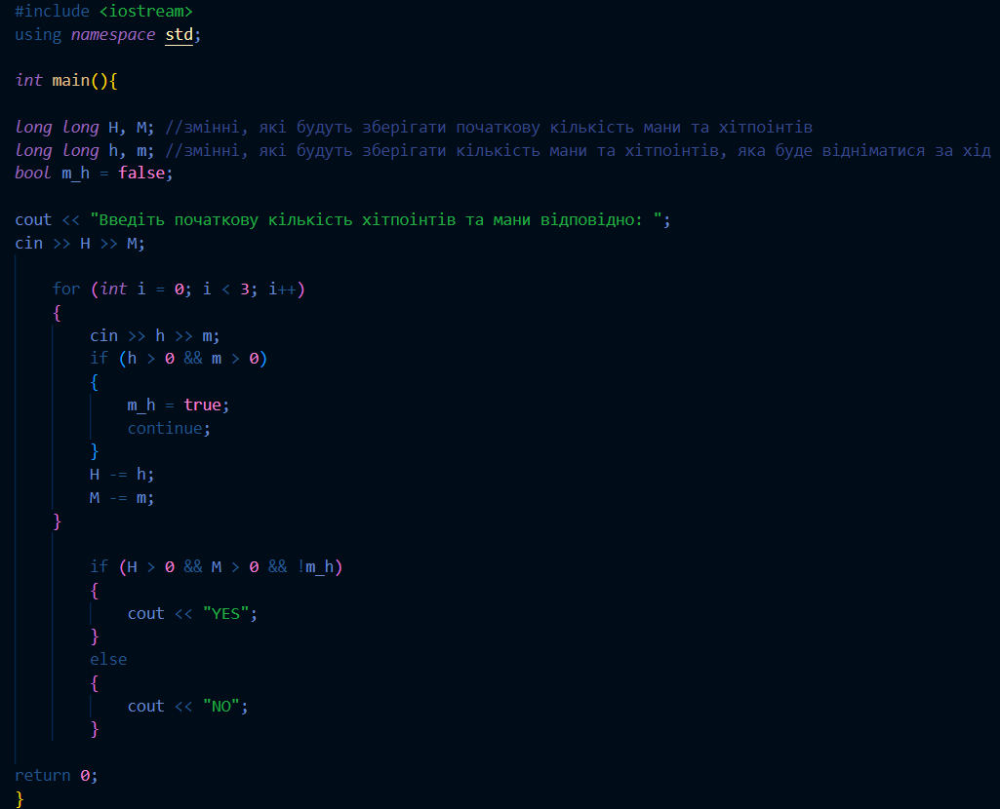 #include <iostream>
using namespace std;
int main(){
long long H, M; //змінні, які будуть зберігати початкову кількість мани та хітпоінтів
long long h, m; //змінні, які будуть зберігати кількість мани та хітпоінтів, яка буде відніматися за хід
bool m_h = false;
cout << "Введіть початкову кількість хітпоінтів та мани відповідно: ";
cin >> H >> M;
for (int i = 0; i < 3; i++)
{
cin >> h >> m;
if (h > 0 && m > 0)
{
m_h = true;
continue;
}
H -= h;
M -= m;
}
if (H > 0 && M > 0 && !m_h)
{
cout << "YES";
}
else
{
cout << "NO";
}
return 0;
}